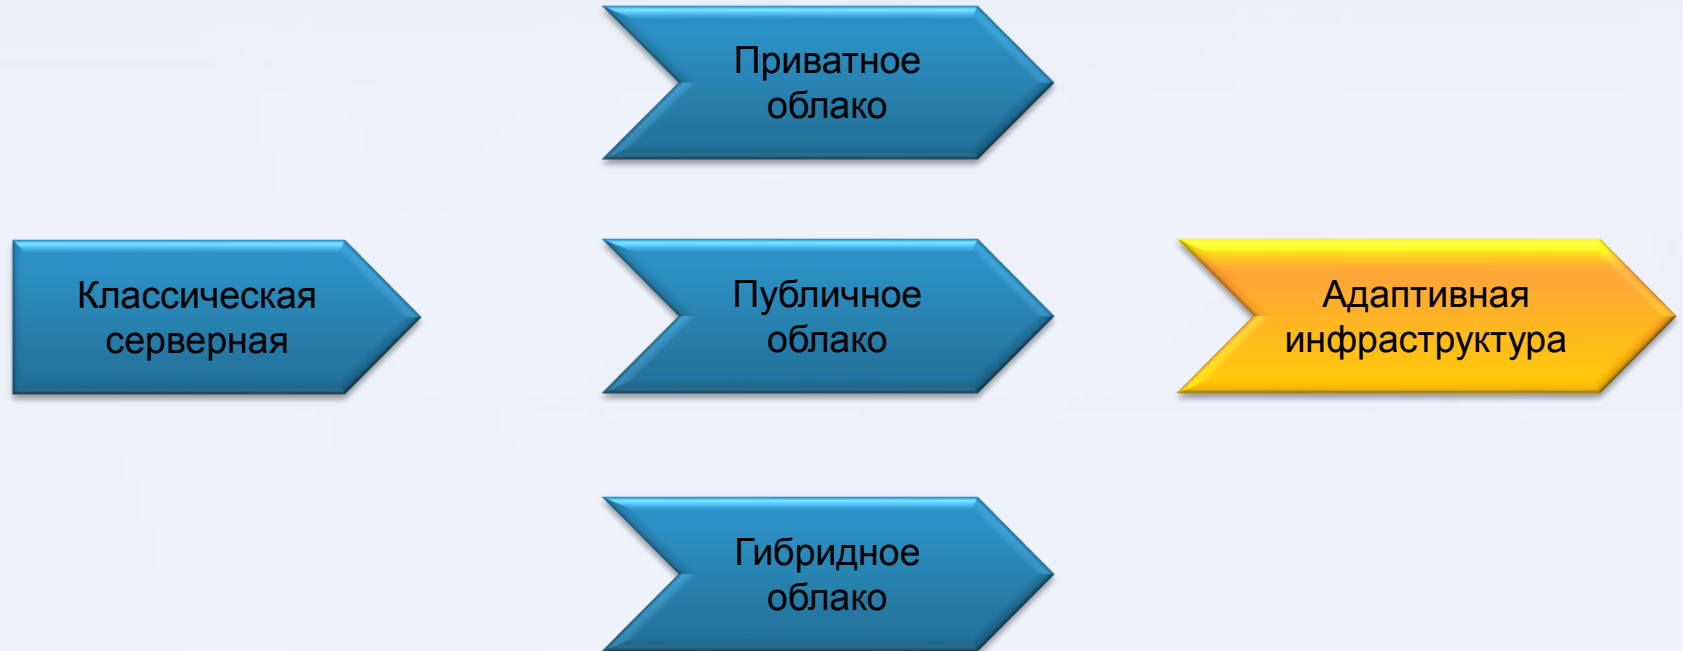 Приватное
облако
Классическая
серверная
Публичное
облако
Адаптивная
инфраструктура
Гибридное
облако